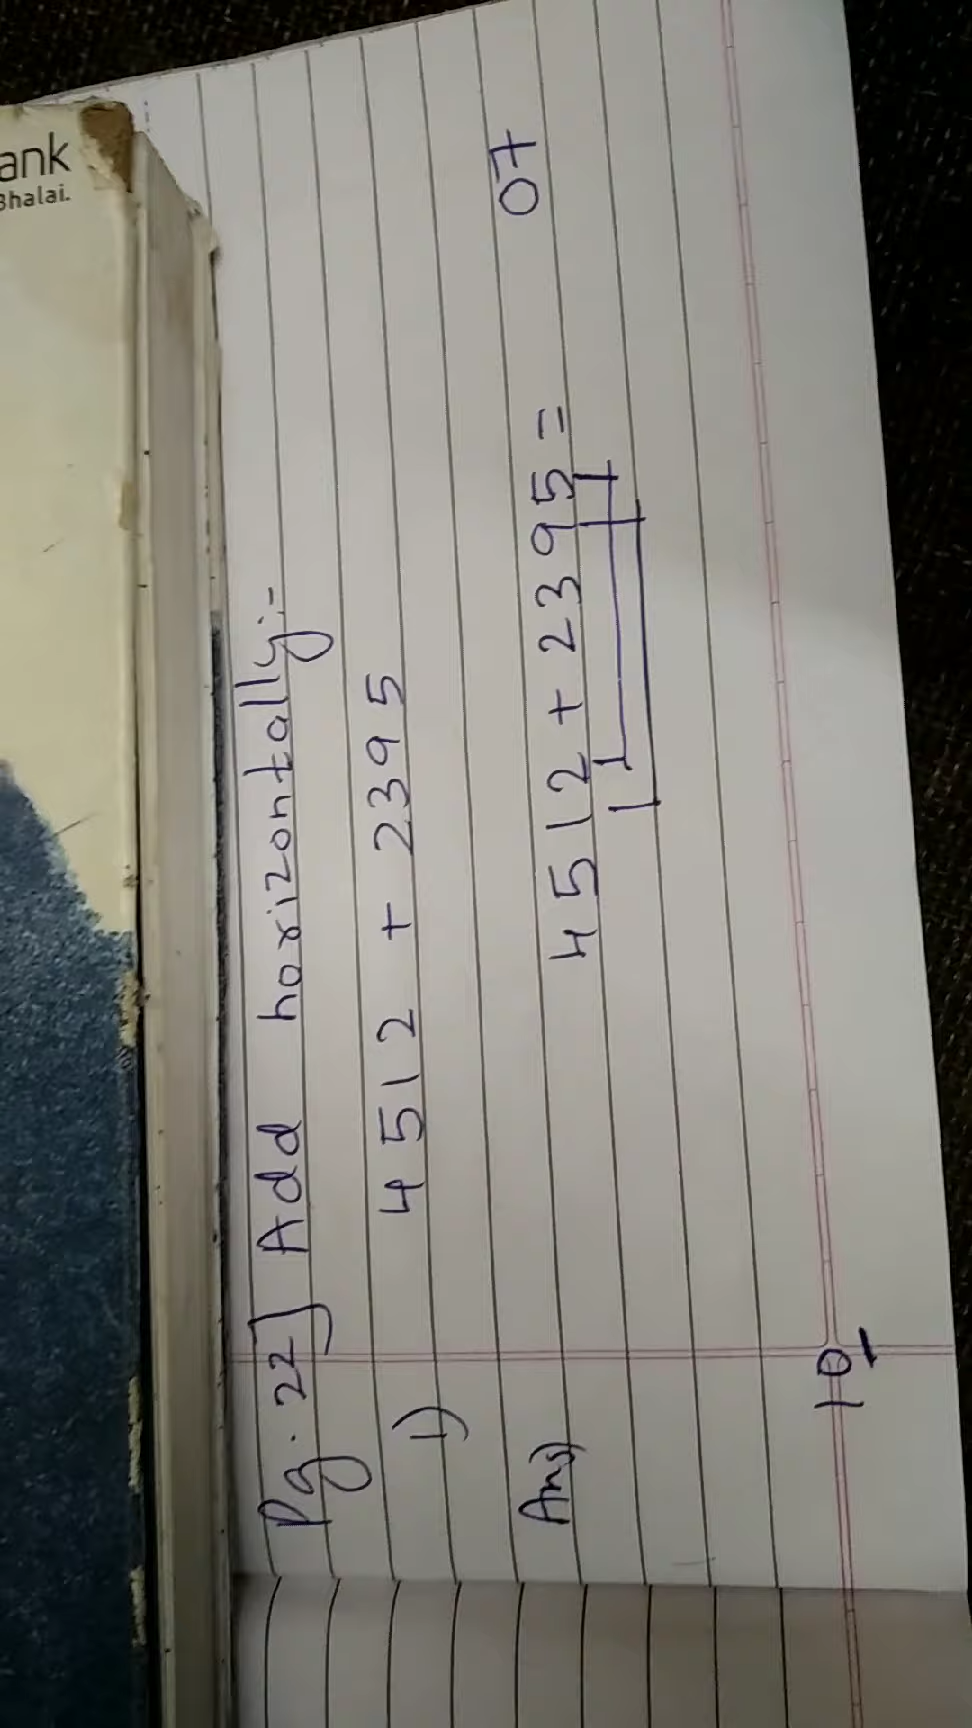 ank
Bhalai.
Pg. 22] Add horizontally:-
1) 4512 + 2395
Ans) 4512 + 2395 = 07
10